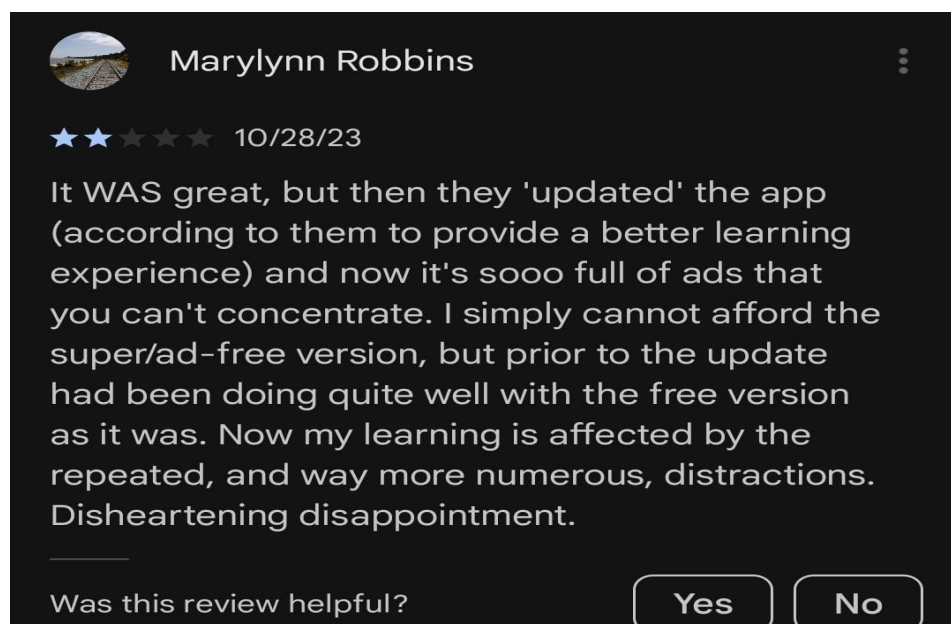 Marylynn Robbins
10/28/23
It WAS great, but then they 'updated' the app
(according to them to provide a better learning
experience) and now it's sooo full of ads that
you can't concentrate. I simply cannot afford the
super/ad-free version, but prior to the update
had been doing quite well with the free version
as it was. Now my learning is affected by the
repeated, and way more numerous, distractions.
Disheartening disappointment.
Was this review helpful?
Yes
No